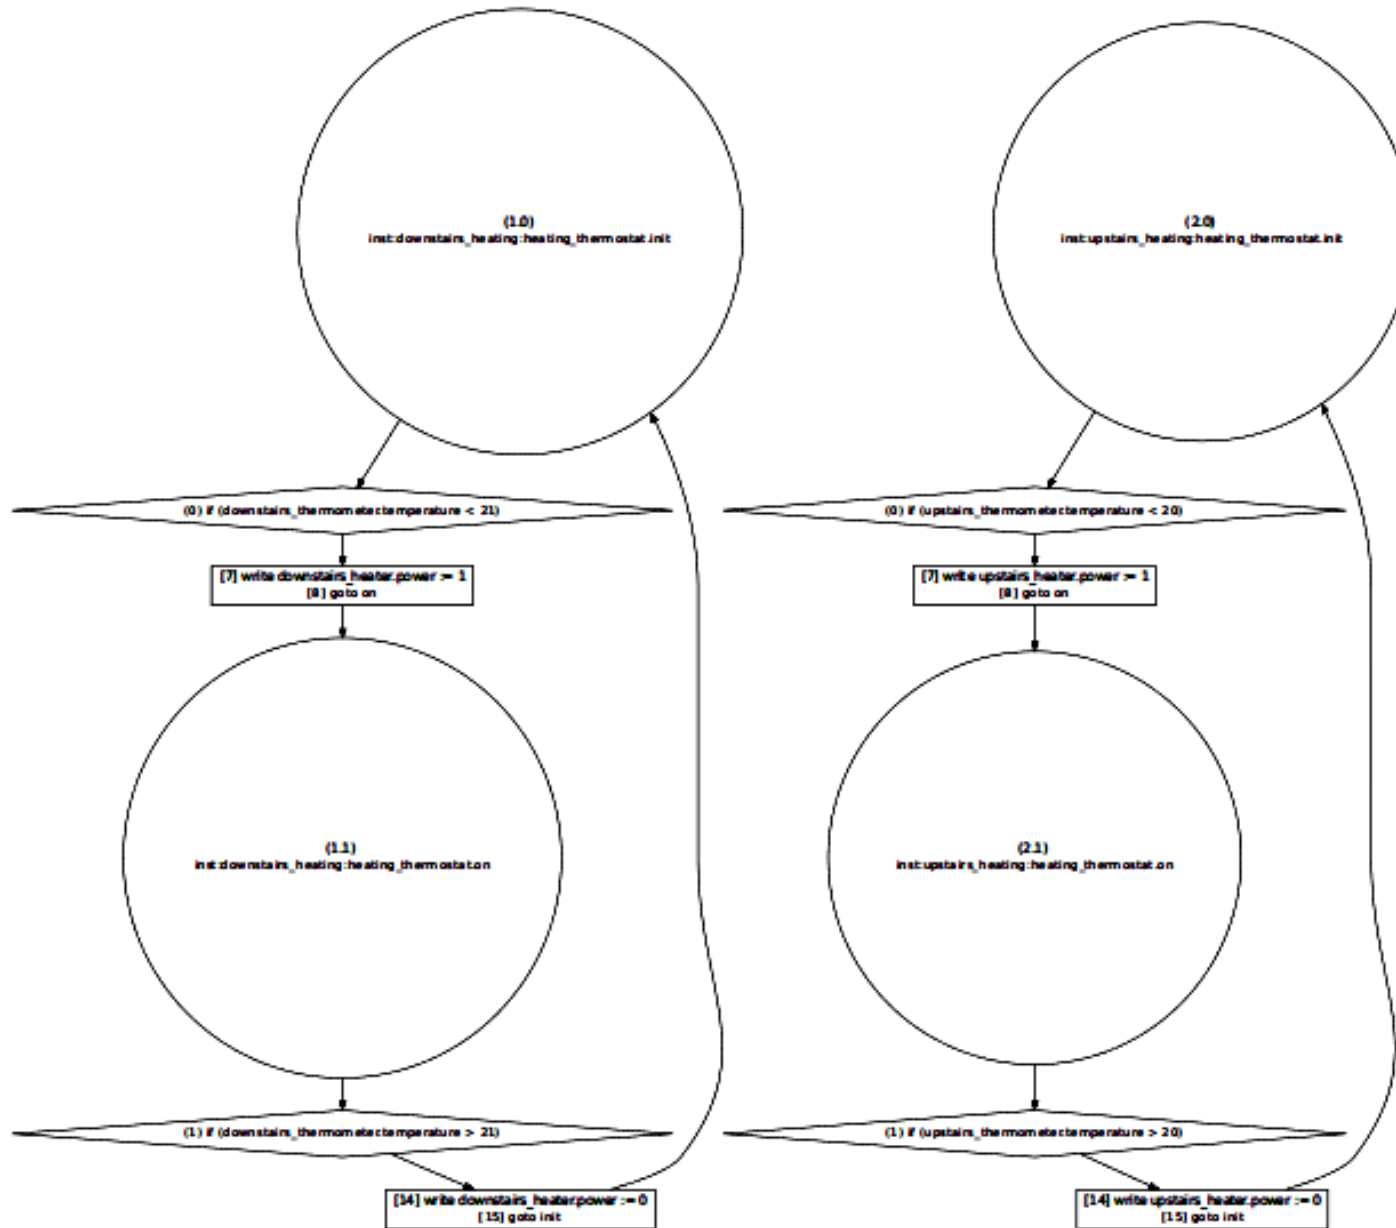 (1.0)
inst:downstairs_heating:heating_thermostat.init
(2.0)
inst:upstairs_heating:heating_thermostat.init
(0) if (downstairs_thermometer.temperature < 21)
(0) if (upstairs_thermometer.temperature < 20)
[7] write downstairs_heater.power := 1
[8] goto on
[7] write upstairs_heater.power := 1
[8] goto on
(1.1)
inst:downstairs_heating:heating_thermostat.on
(2.1)
inst:upstairs_heating:heating_thermostat.on
(1) if (downstairs_thermometer.temperature > 21)
(1) if (upstairs_thermometer.temperature > 20)
[14] write downstairs_heater.power := 0
[15] goto init
[14] write upstairs_heater.power := 0
[15] goto init